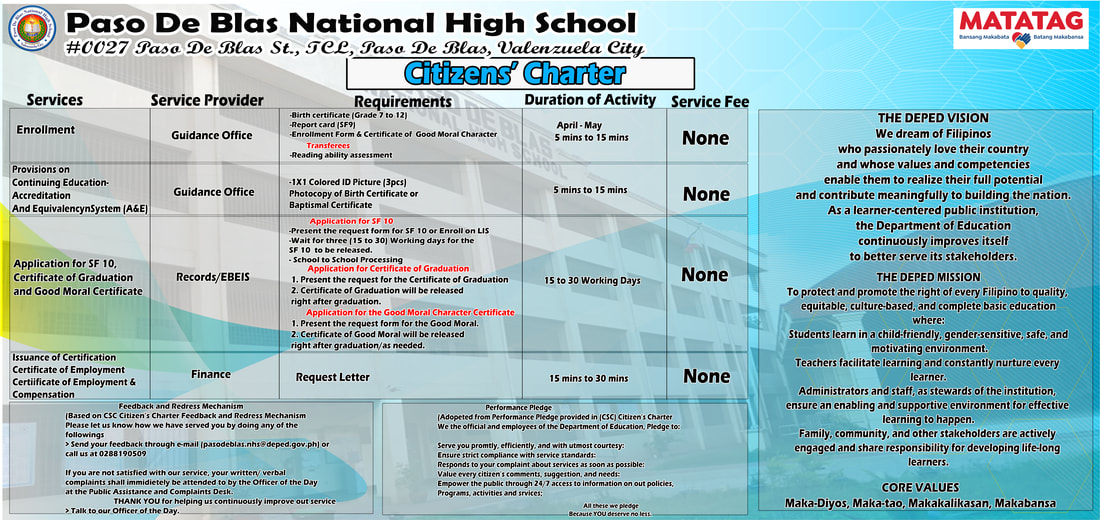 Paso De Blas National High School
#0027 Paso De Blas St., TCL, Paso De Blas, Valenzuela City
MATATAG
Bansang Makabata Batang Makabansa
Citizens' Charter
Services Service Provider Requirements Duration of Activity Service Fee
Enrollment
Guidance Office
-Birth certificate (Grade 7 to 12)
-Report card (SF9)
-Enrollment Form & Certificate of Good Moral Character
Transferees
-Reading ability assessment
April - May
5 mins to 15 mins
None
Provisions on
Continuing Education-
Accreditation
And EquivalencynSystem (A&E)
Guidance Office
-1X1 Colored ID Picture (3pcs)
Photocopy of Birth Certificate or
Baptismal Certificate
5 mins to 15 mins
None
Application for SF 10,
Certificate of Graduation
and Good Moral Certificate
Records/EBEIS
Application for SF 10
-Present the request form for SF 10 or Enroll on LIS
-Wait for three (15 to 30) Working days for the
SF 10 to be released.
- School to School Processing
Application for Certificate of Graduation
1. Present the request for the Certificate of Graduation
2. Certificate of Graduation will be released
right after graduation.
Application for the Good Moral Character Certificate
1. Present the request form for the Good Moral.
2. Certificate of Good Moral will be released
right after graduation/as needed.
15 to 30 Working Days
None
Issuance of Certification
Certificate of Employment
Certiificate of Employment &
Compensation
Finance
Request Letter
15 mins to 30 mins
None
Feedback and Redress Mechanism
(Based on CSC Citizen's Charter Feedback and Redress Mechanism
Please let us know how we have served you by doing any of the
followings
> Send your feedback through e-mail (pasodeblas.nhs@deped.gov.ph) or
call us at 0288190509
If you are not satisfied with our service, your written/ verbal
complaints shall immidietely be attended to by the Officer of the Day
at the Public Assistance and Complaints Desk.
THANK YOU for helping us continuously improve out service
> Talk to our Officer of the Day.
Performance Pledge
(Adopeted from Performance Pledge provided in (CSC) Citizen's Charter
We the official and employees of the Department of Education, Pledge to:
Serve you promtly, efficiently, and with utmost courtesy:
Ensure strict compliance with service standards:
Responds to your complaint about services as soon as possible:
Value every citizen's comments, suggestion, and needs:
Empower the public through 24/7 access to information on out policies,
Programs, activities and srvices;
All these we pledge
Because YOU deserve no less.
THE DEPED VISION
We dream of Filipinos
who passionately love their country
and whose values and competencies
enable them to realize their full potential
and contribute meaningfully to building the nation.
As a learner-centered public institution,
the Department of Education
continuously improves itself
to better serve its stakeholders.
THE DEPED MISSION
To protect and promote the right of every Filipino to quality,
equitable, culture-based, and complete basic education
where:
Students learn in a child-friendly, gender-sensitive, safe, and
motivating environment.
Teachers facilitate learning and constantly nurture every
learner.
Administrators and staff, as stewards of the institution,
ensure an enabling and supportive environment for effective
learning to happen.
Family, community, and other stakeholders are actively
engaged and share responsibility for developing life-long
learners.
CORE VALUES
Maka-Diyos, Maka-tao, Makakalikasan, Makabansa